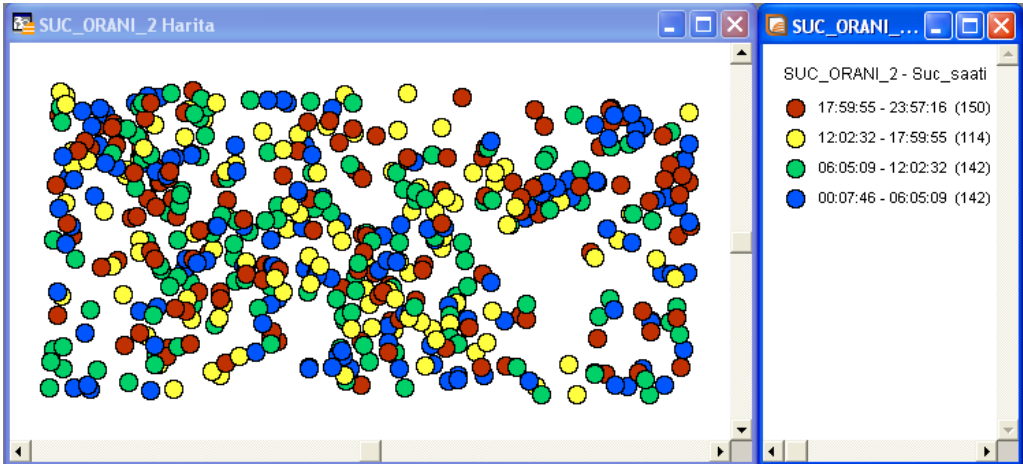 SUC_ORANI_2 Harita
SUC_ORANI_...
SUC_ORANI_2 - Suc_saati
17:59:55 - 23:57:16 (150)
12:02:32 - 17:59:55 (114)
06:05:09 - 12:02:32 (142)
00:07:46 - 06:05:09 (142)